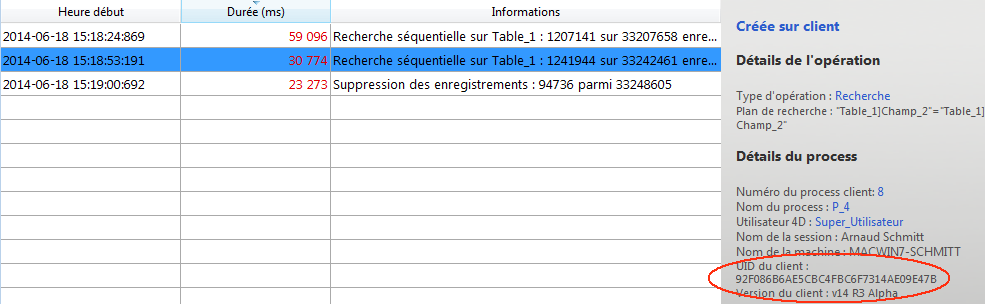 Heure début Durée (ms) Informations
2014-06-18 15:18:24:869 59 096 Recherche séquentielle sur Table_1 : 1207141 sur 33207658 enre...
2014-06-18 15:18:53:191 30 774 Recherche séquentielle sur Table_1 : 1241944 sur 33242461 enre...
2014-06-18 15:19:00:692 23 273 Suppression des enregistrements : 94736 parmi 33248605
Créée sur client
Détails de l'opération
Type d'opération : Recherche
Plan de recherche : "Table_1]Champ_2"="Table_1]
Champ_2"
Détails du process
Numéro du process client: 8
Nom du process : P_4
Utilisateur 4D : Super_Utilisateur
Nom de la session : Arnaud Schmitt
Nom de la machine : MACWIN7-SCHMITT
UID du client :
92F086B6AE5CBC4FBC6F7314AE09E47B
Version du client : v14 R3 Alpha